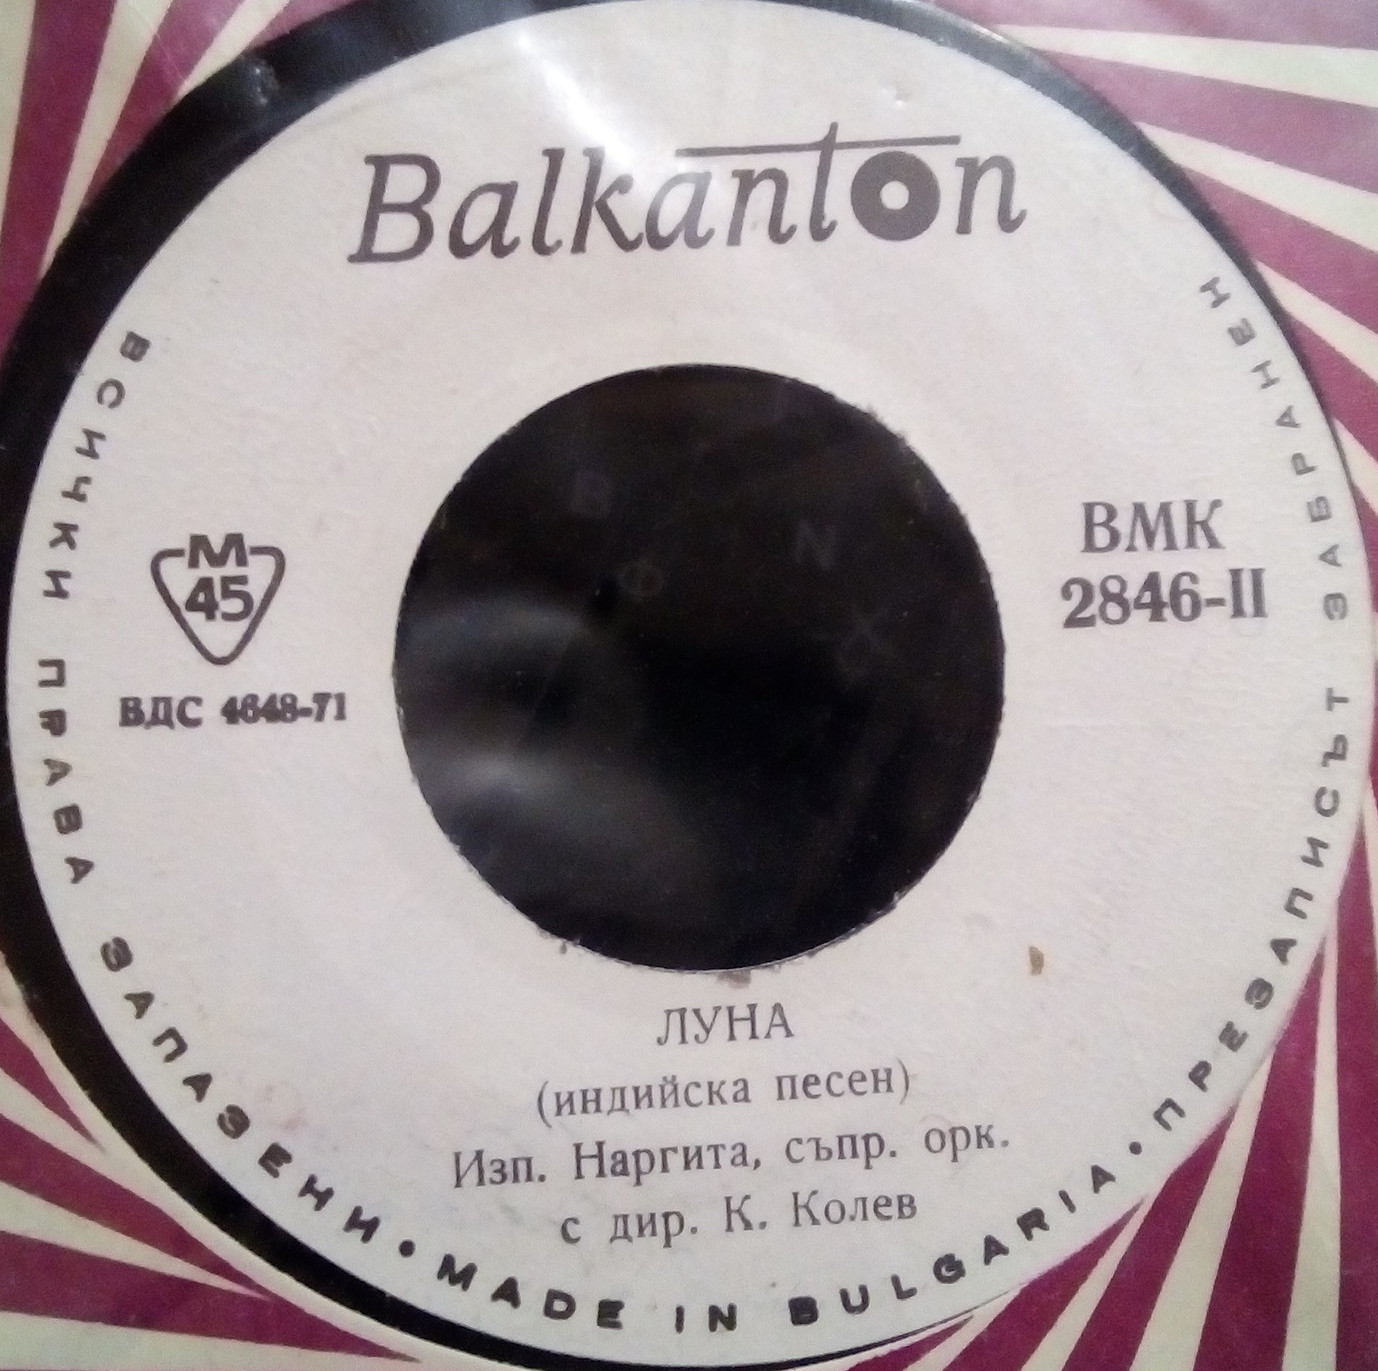 Balkanton
М
45
ВДС 4648-71
ВМК
2846-II
ЛУНА
(индийска песен)
Изп. Наргита, съпр. орк.
с дир. К. Колев
ВСИЧКИ ПРАВА ЗАПАЗЕНИ • MADE IN BULGARIA • ПРЕЗАПИСЪТ ЗАБРАНЕН